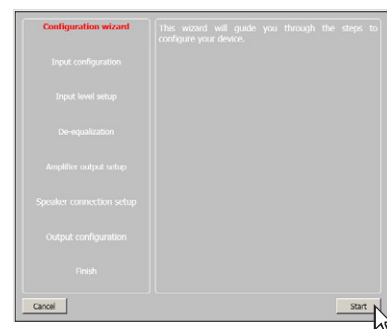 Configuration wizard
Input configuration
Input level setup
De-equalization
Amplifier output setup
Speaker connection setup
Output configuration
Finish
This wizard will guide you through the steps to
configure your device.
Cancel
Start